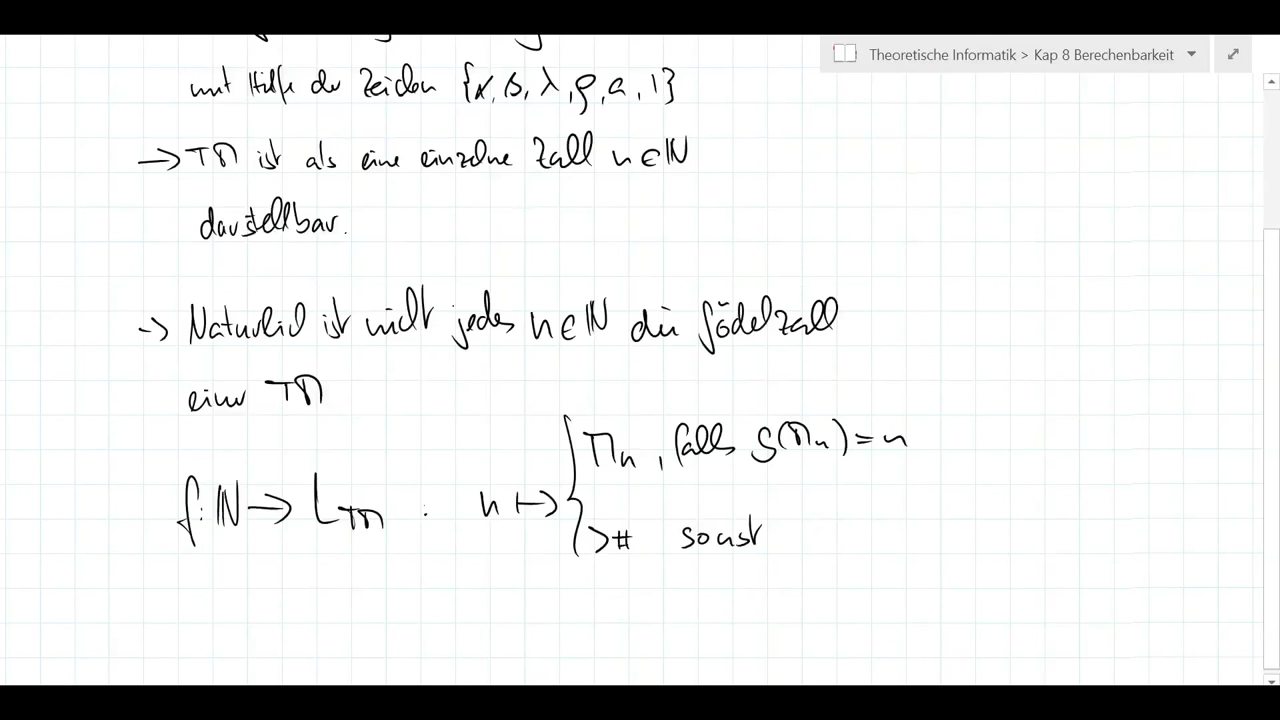 Theoretische Informatik > Kap 8 Berechenbarkeit
mit Hilfe der Zeichen {α, β, λ, ρ, a, 1}
→ TM ist als eine einzelne Zahl n ∈ ℕ
darstellbar.
→ Natürlich ist nicht jedes n ∈ ℕ die Gödelzahl
einer TM
f: ℕ → L_TM : n ↦ { M_n , falls g(M_n) = n
> # sonst